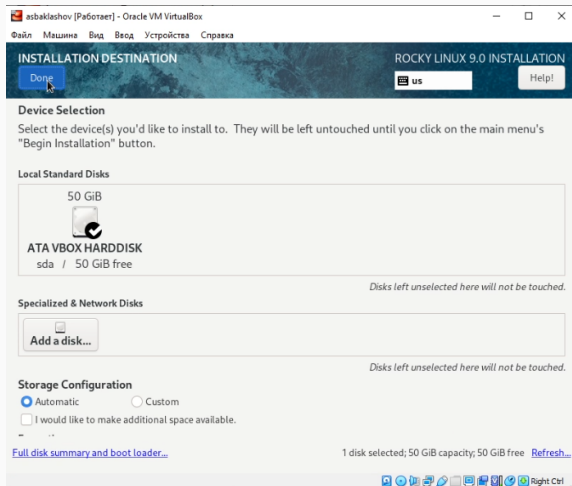 asbaklashov [Работает] - Oracle VM VirtualBox
Файл Машина Вид Ввод Устройства Справка
INSTALLATION DESTINATION
ROCKY LINUX 9.0 INSTALLATION
Done
us
Help!
Device Selection
Select the device(s) you'd like to install to. They will be left untouched until you click on the main menu's
"Begin Installation" button.
Local Standard Disks
50 GiB
ATA VBOX HARDDISK
sda / 50 GiB free
Disks left unselected here will not be touched.
Specialized & Network Disks
Add a disk...
Disks left unselected here will not be touched.
Storage Configuration
Automatic Custom
I would like to make additional space available.
Full disk summary and boot loader...
1 disk selected; 50 GiB capacity; 50 GiB free Refresh...
Right Ctrl